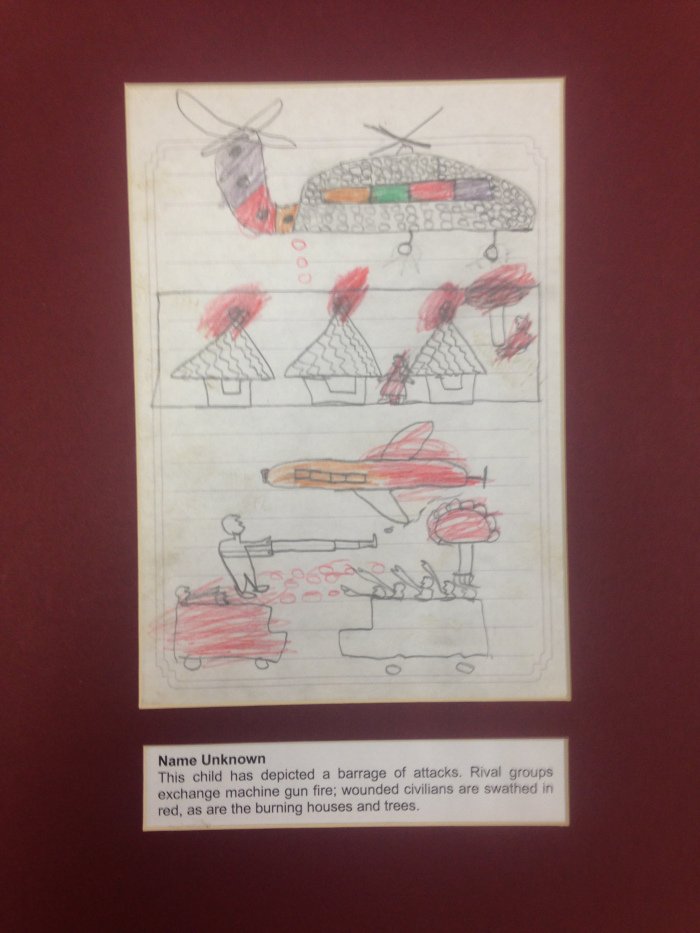 Name Unknown
This child has depicted a barrage of attacks. Rival groups
exchange machine gun fire; wounded civilians are swathed in
red, as are the burning houses and trees.